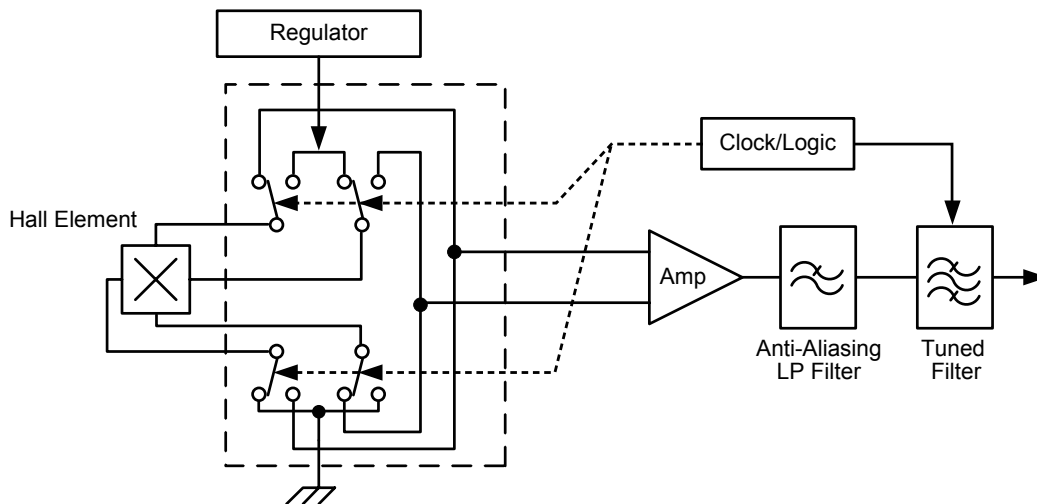 Regulator
Clock/Logic
Hall Element
Amp
Anti-Aliasing
LP Filter
Tuned
Filter